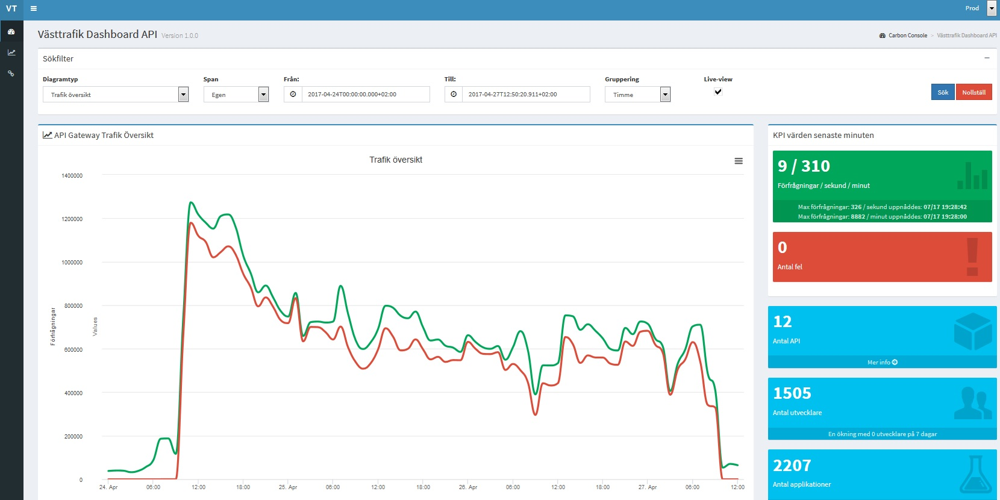 VT
Prod
Västtrafik Dashboard API Version 1.0.0
Carbon Console > Västtrafik Dashboard API
Sökfilter
Diagramtyp
Span
Från:
Till:
Gruppering
Live-view
Trafik översikt
Egen
2017-04-24T00:00:00.000+02:00
2017-04-27T12:50:20.911+02:00
Timme
Sök
Nollställ
API Gateway Trafik Översikt
Trafik översikt
Förfrågningar
Values
1400000
1200000
1000000
800000
600000
400000
200000
0
24. Apr
06:00
12:00
18:00
25. Apr
06:00
12:00
18:00
26. Apr
06:00
12:00
18:00
27. Apr
06:00
12:00
KPI värden senaste minuten
9 / 310
Förfrågningar / sekund / minut
Max förfrågningar: 326 / sekund uppnåddes: 07/17 19:28:42
Max förfrågningar: 8882 / minut uppnåddes: 07/17 19:28:00
0
Antal fel
12
Antal API
Mer info
1505
Antal utvecklare
En ökning med 0 utvecklare på 7 dagar
2207
Antal applikationer